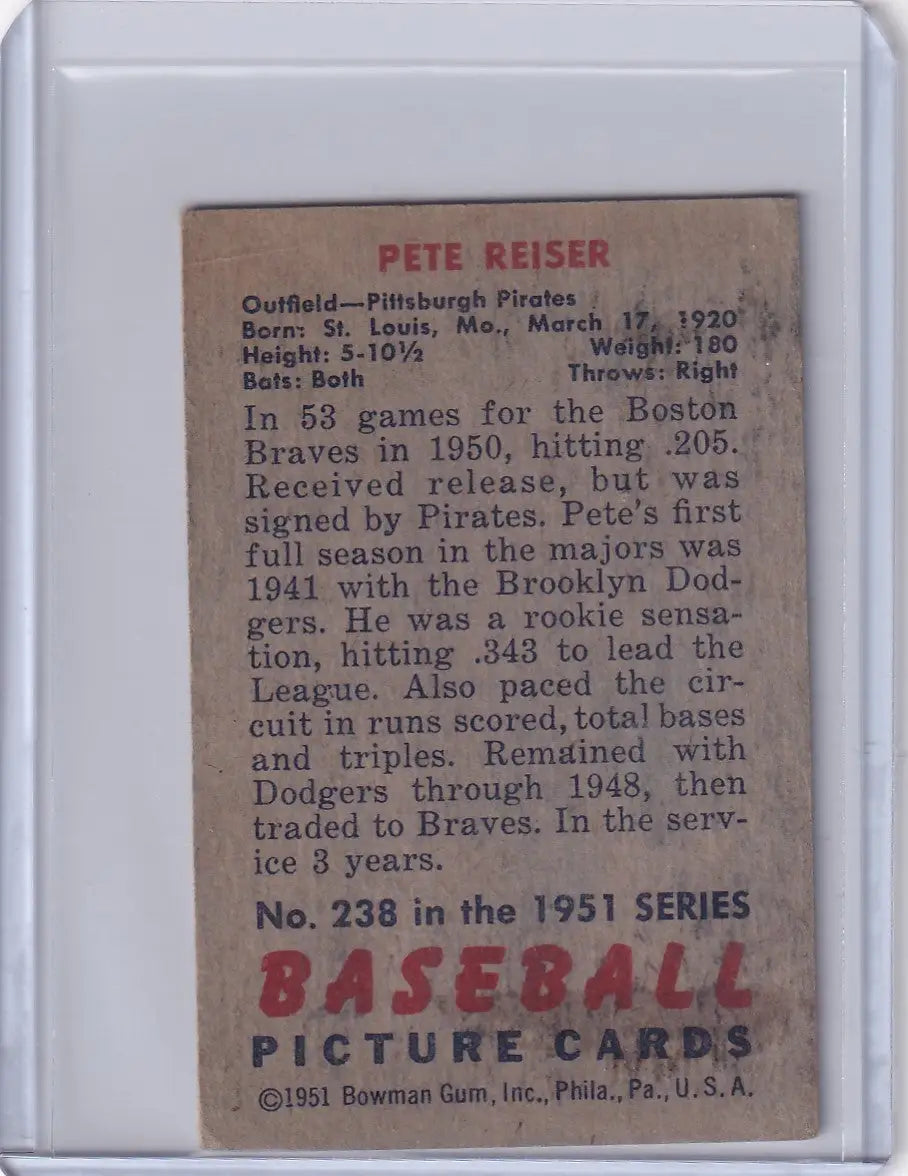 PETE REISER
Outfield—Pittsburgh Pirates
Born: St. Louis, Mo., March 17, 1920
Height: 5-10½ Weight: 180
Bats: Both Throws: Right
In 53 games for the Boston
Braves in 1950, hitting .205.
Received release, but was
signed by Pirates. Pete's first
full season in the majors was
1941 with the Brooklyn Dod-
gers. He was a rookie sensa-
tion, hitting .343 to lead the
League. Also paced the cir-
cuit in runs scored, total bases
and triples. Remained with
Dodgers through 1948, then
traded to Braves. In the serv-
ice 3 years.
No. 238 in the 1951 SERIES
BASEBALL
PICTURE CARDS
©1951 Bowman Gum, Inc., Phila., Pa., U.S.A.